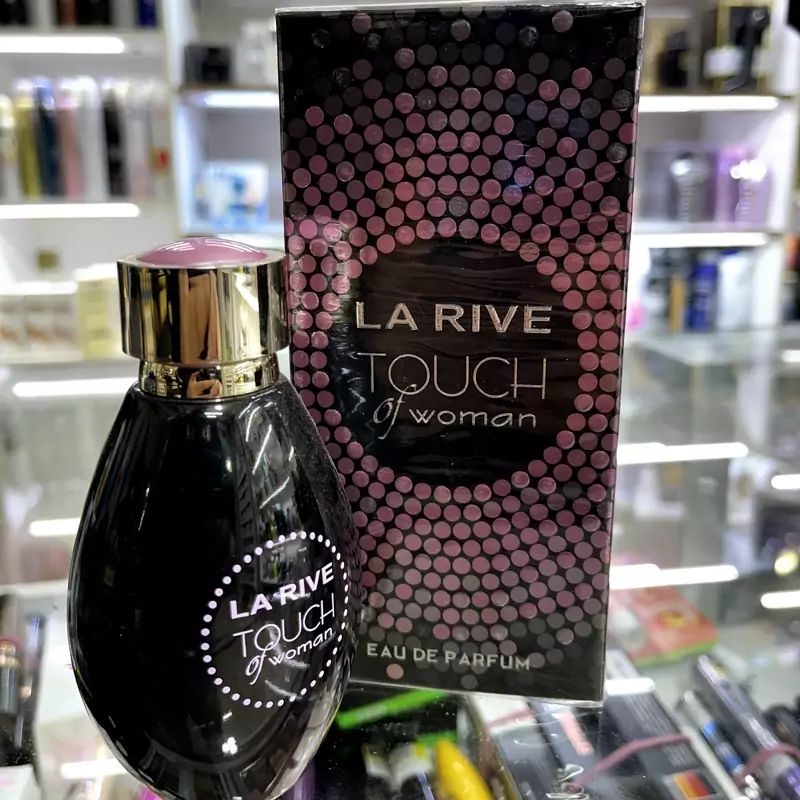 LA RIVE
TOUCH
of woman
EAU DE PARFUM
LA RIVE
TOUCH
of woman